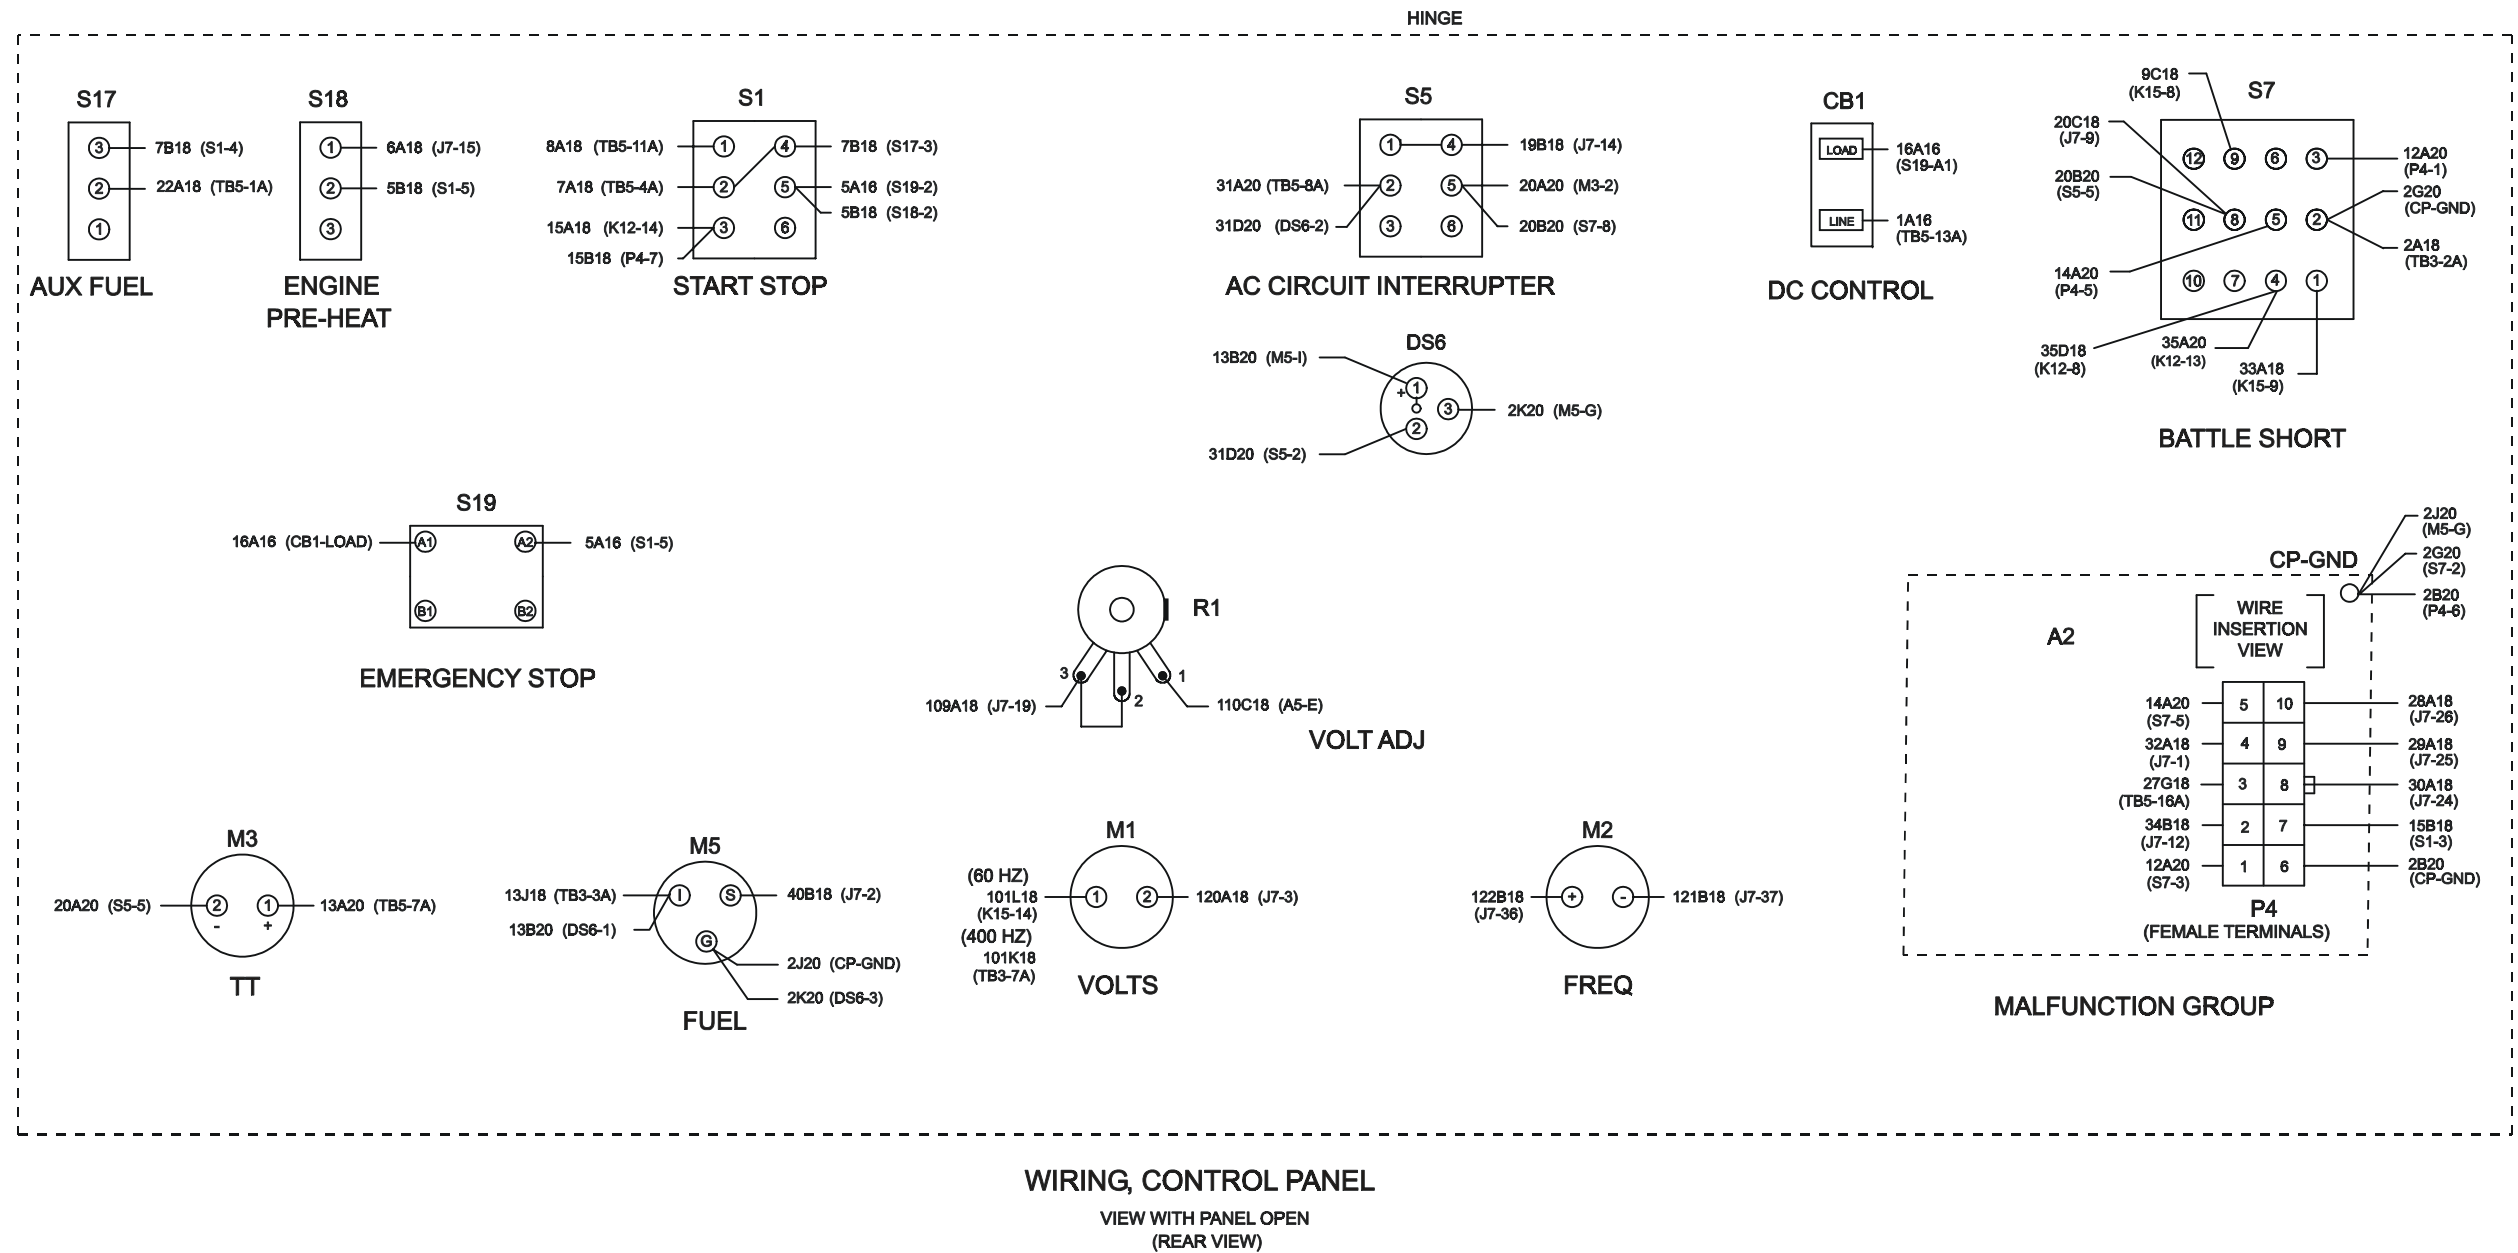 HINGE
S17
3 7B18 (S1-4)
2 22A18 (TB5-1A)
1
AUX FUEL
S18
1 6A18 (J7-15)
2 5B18 (S1-5)
3
ENGINE
PRE-HEAT
S1
8A18 (TB5-11A) 1 4 7B18 (S17-3)
7A18 (TB5-4A) 2 5 5A16 (S19-2)
5B18 (S18-2)
15A18 (K12-14) 3 6
15B18 (P4-7)
START STOP
S5
1 4 19B18 (J7-14)
31A20 (TB5-8A) 2 5 20A20 (M3-2)
31D20 (DS6-2) 3 6 20B20 (S7-8)
AC CIRCUIT INTERRUPTER
CB1
LOAD 16A16
(S19-A1)
LINE 1A16
(TB5-13A)
DC CONTROL
9C18
(K15-8)
S7
20C18
(J7-9)
12 9 6 3 12A20
(P4-1)
20B20
(S5-5)
2G20
(CP-GND)
11 8 5 2
2A18
(TB3-2A)
14A20
(P4-5)
10 7 4 1
35D18
(K12-8)
35A20
(K12-13)
33A18
(K15-9)
BATTLE SHORT
DS6
13B20 (M5-I) 1
+
3 2K20 (M5-G)
2
31D20 (S5-2)
S19
16A16 (CB1-LOAD) A1 A2 5A16 (S1-5)
B1 B2
EMERGENCY STOP
R1
3 1
2
109A18 (J7-19) 110C18 (A5-E)
VOLT ADJ
2J20
(M5-G)
CP-GND 2G20
(S7-2)
2B20
(P4-6)
A2
WIRE
INSERTION
VIEW
14A20
(S7-5)
5 10 28A18
(J7-26)
32A18
(J7-1)
4 9 29A18
(J7-25)
27G18
(TB5-16A)
3 8 30A18
(J7-24)
34B18
(J7-12)
2 7 15B18
(S1-3)
12A20
(S7-3)
1 6 2B20
(CP-GND)
P4
(FEMALE TERMINALS)
MALFUNCTION GROUP
M3
20A20 (S5-5) 2 1 13A20 (TB5-7A)
- +
TT
M5
13J18 (TB3-3A) I S 40B18 (J7-2)
13B20 (DS6-1)
G
2J20 (CP-GND)
2K20 (DS6-3)
FUEL
M1
(60 HZ)
101L18 1 2 120A18 (J7-3)
(K15-14)
(400 HZ)
101K18
(TB3-7A)
VOLTS
M2
122B18 + - 121B18 (J7-37)
(J7-36)
FREQ
WIRING, CONTROL PANEL
VIEW WITH PANEL OPEN
(REAR VIEW)